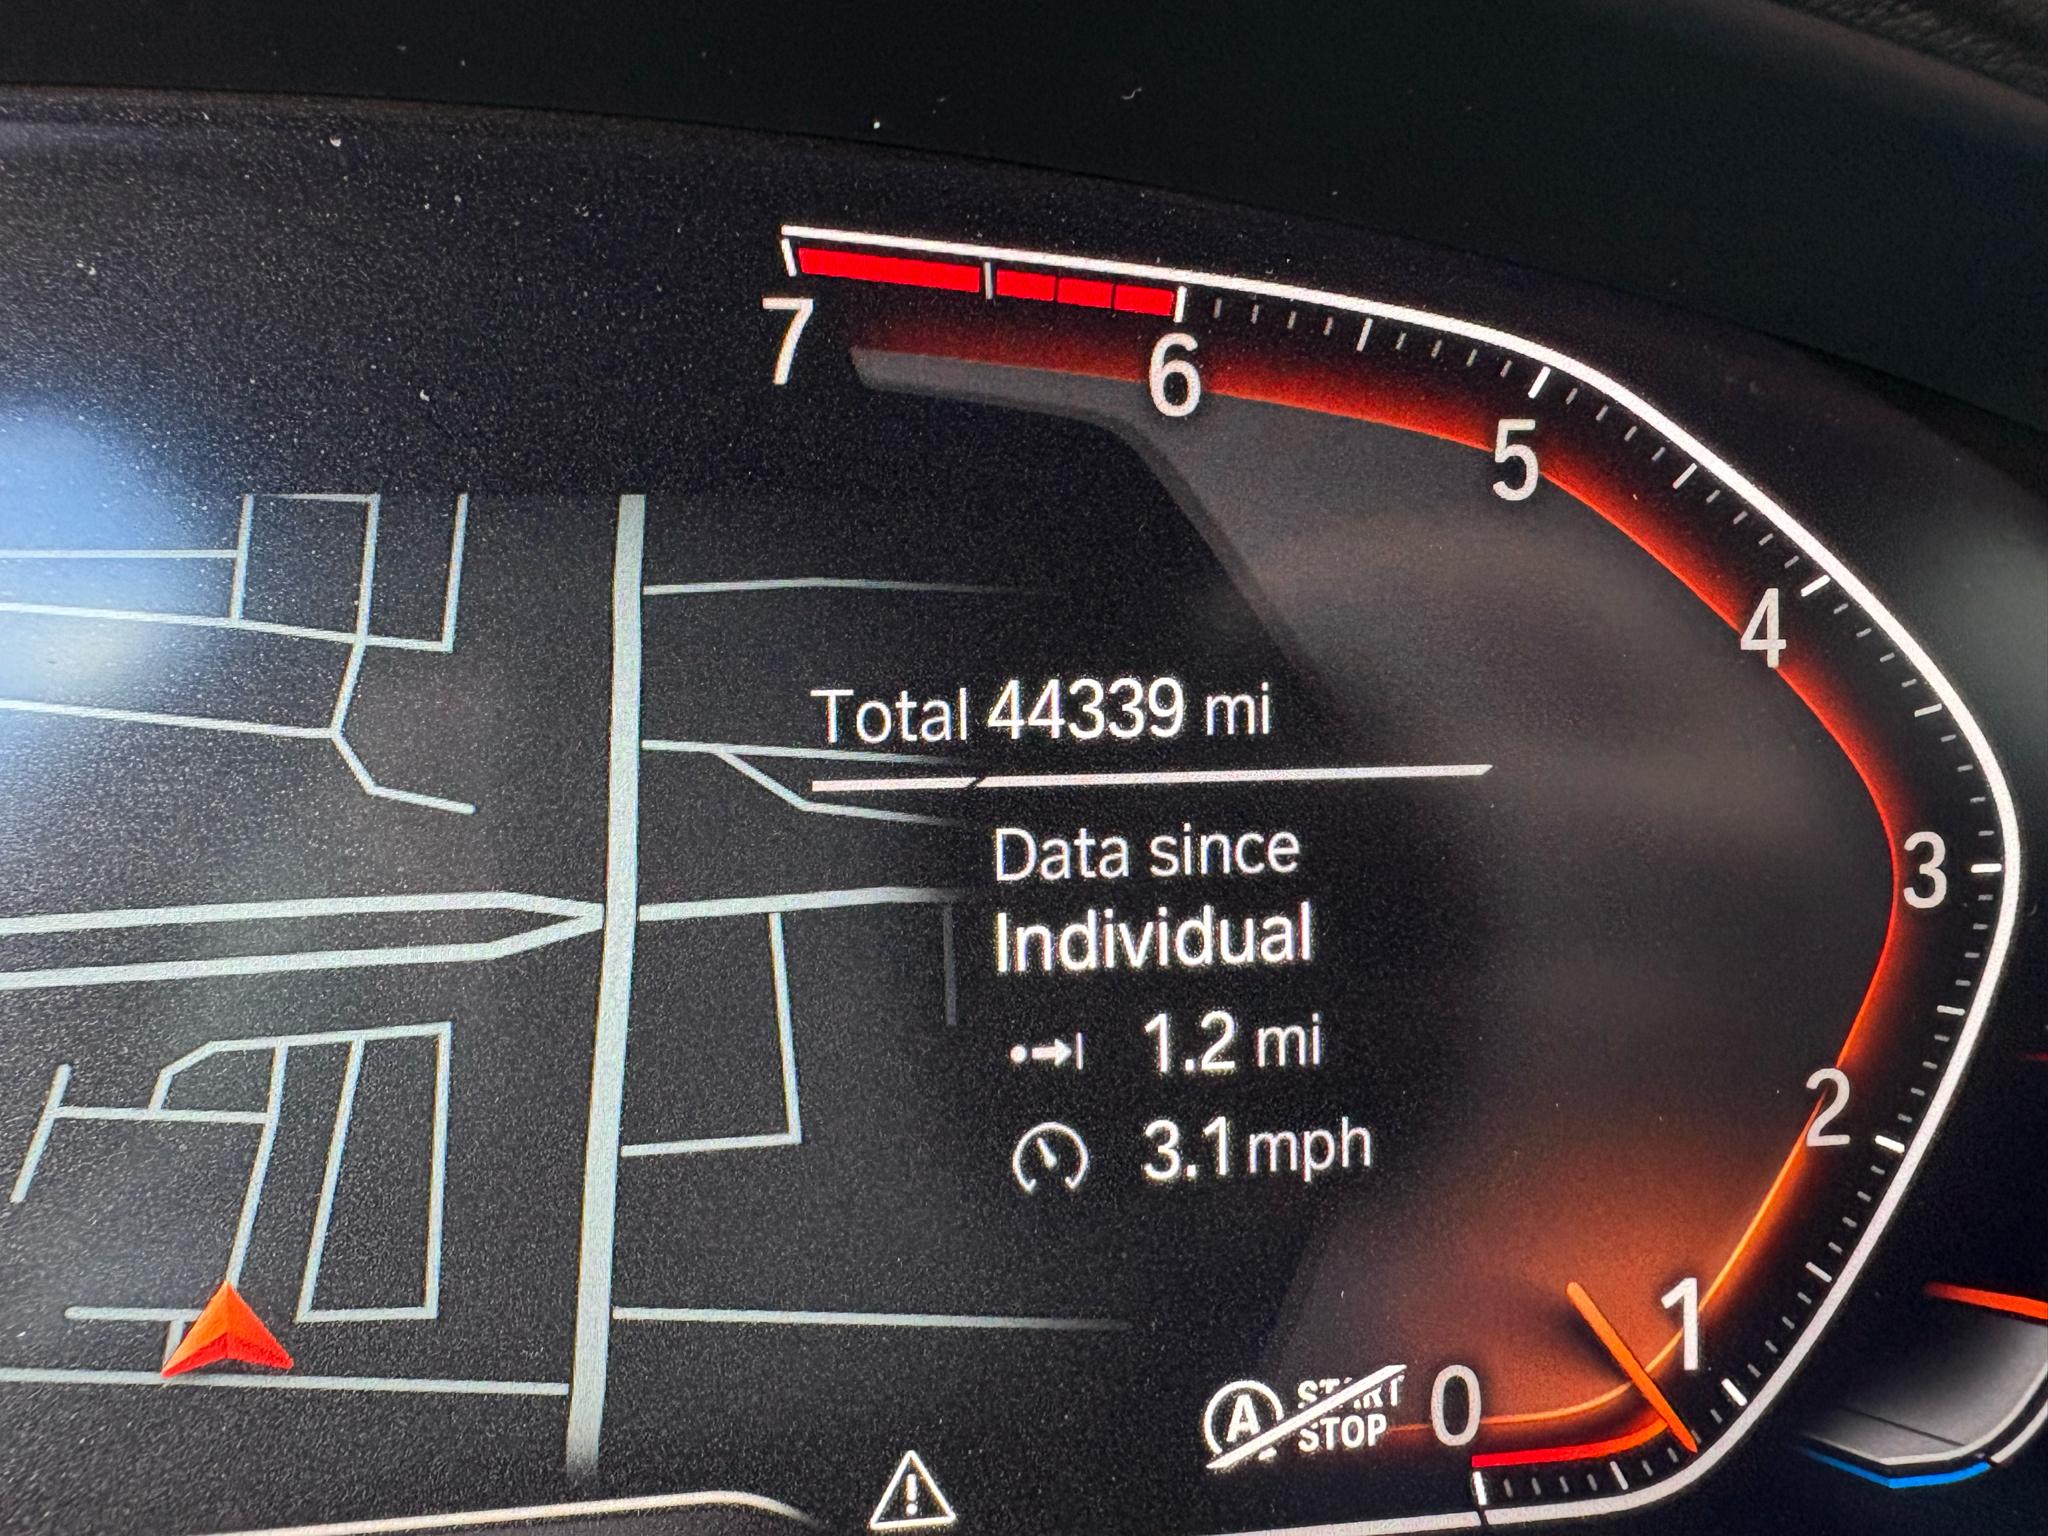 7
6
5
4
Total 44339 mi
Data since
3
Individual
1.2 mi
2
3.1 mph
1
0
A START
STOP
!